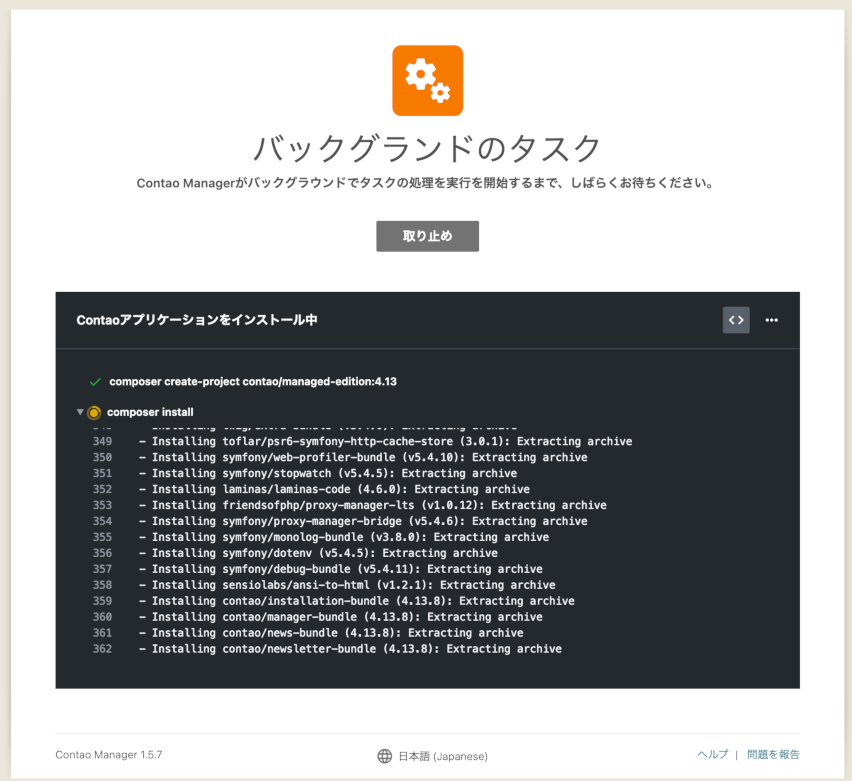 バックグランドのタスク
Contao Managerがバックグラウンドでタスクの処理を実行を開始するまで、しばらくお待ちください。
取り止め
Contaoアプリケーションをインストール中
composer create-project contao/managed-edition:4.13
composer install
349 – Installing toflar/psr6-symfony-http-cache-store (3.0.1): Extracting archive
350 – Installing symfony/web-profiler-bundle (v5.4.10): Extracting archive
351 – Installing symfony/stopwatch (v5.4.5): Extracting archive
352 – Installing laminas/laminas-code (4.6.0): Extracting archive
353 – Installing friendsofphp/proxy-manager-lts (v1.0.12): Extracting archive
354 – Installing symfony/proxy-manager-bridge (v5.4.6): Extracting archive
355 – Installing symfony/monolog-bundle (v3.8.0): Extracting archive
356 – Installing symfony/dotenv (v5.4.5): Extracting archive
357 – Installing symfony/debug-bundle (v5.4.11): Extracting archive
358 – Installing sensiolabs/ansi-to-html (v1.2.1): Extracting archive
359 – Installing contao/installation-bundle (4.13.8): Extracting archive
360 – Installing contao/manager-bundle (4.13.8): Extracting archive
361 – Installing contao/news-bundle (4.13.8): Extracting archive
362 – Installing contao/newsletter-bundle (4.13.8): Extracting archive
Contao Manager 1.5.7
日本語 (Japanese)
ヘルプ | 問題を報告